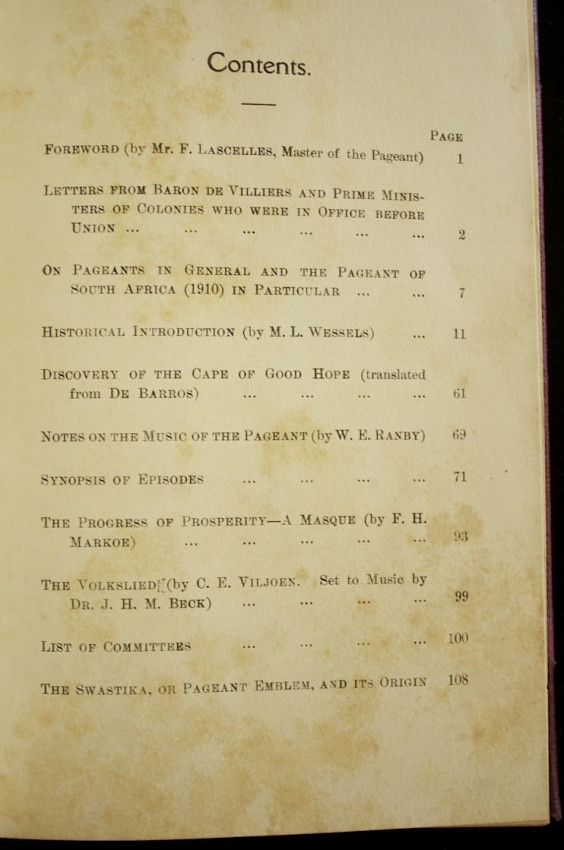 Contents.
PAGE
FOREWORD (by Mr. F. LASCELLES, Master of the Pageant) 1
LETTERS FROM BARON DE VILLIERS AND PRIME MINIS-
TERS OF COLONIES WHO WERE IN OFFICE BEFORE
UNION ... ... ... ... ... ... 2
ON PAGEANTS IN GENERAL AND THE PAGEANT OF
SOUTH AFRICA (1910) IN PARTICULAR ... ... 7
HISTORICAL INTRODUCTION (by M. L. WESSELS) ... 11
DISCOVERY OF THE CAPE OF GOOD HOPE (translated
from DE BARROS) ... ... ... ... 61
NOTES ON THE MUSIC OF THE PAGEANT (by W. E. RANBY) 69
SYNOPSIS OF EPISODES ... ... ... ... 71
THE PROGRESS OF PROSPERITY—A MASQUE (by F. H.
MARKOE) ... ... ... ... ... 93
THE VOLKSLIED (by C. E. VILJOEN. Set to Music by
DR. J. H. M. BECK) ... ... ... ... 99
LIST OF COMMITTEES ... ... ... ... 100
THE SWASTIKA, OR PAGEANT EMBLEM, AND ITS ORIGIN 108